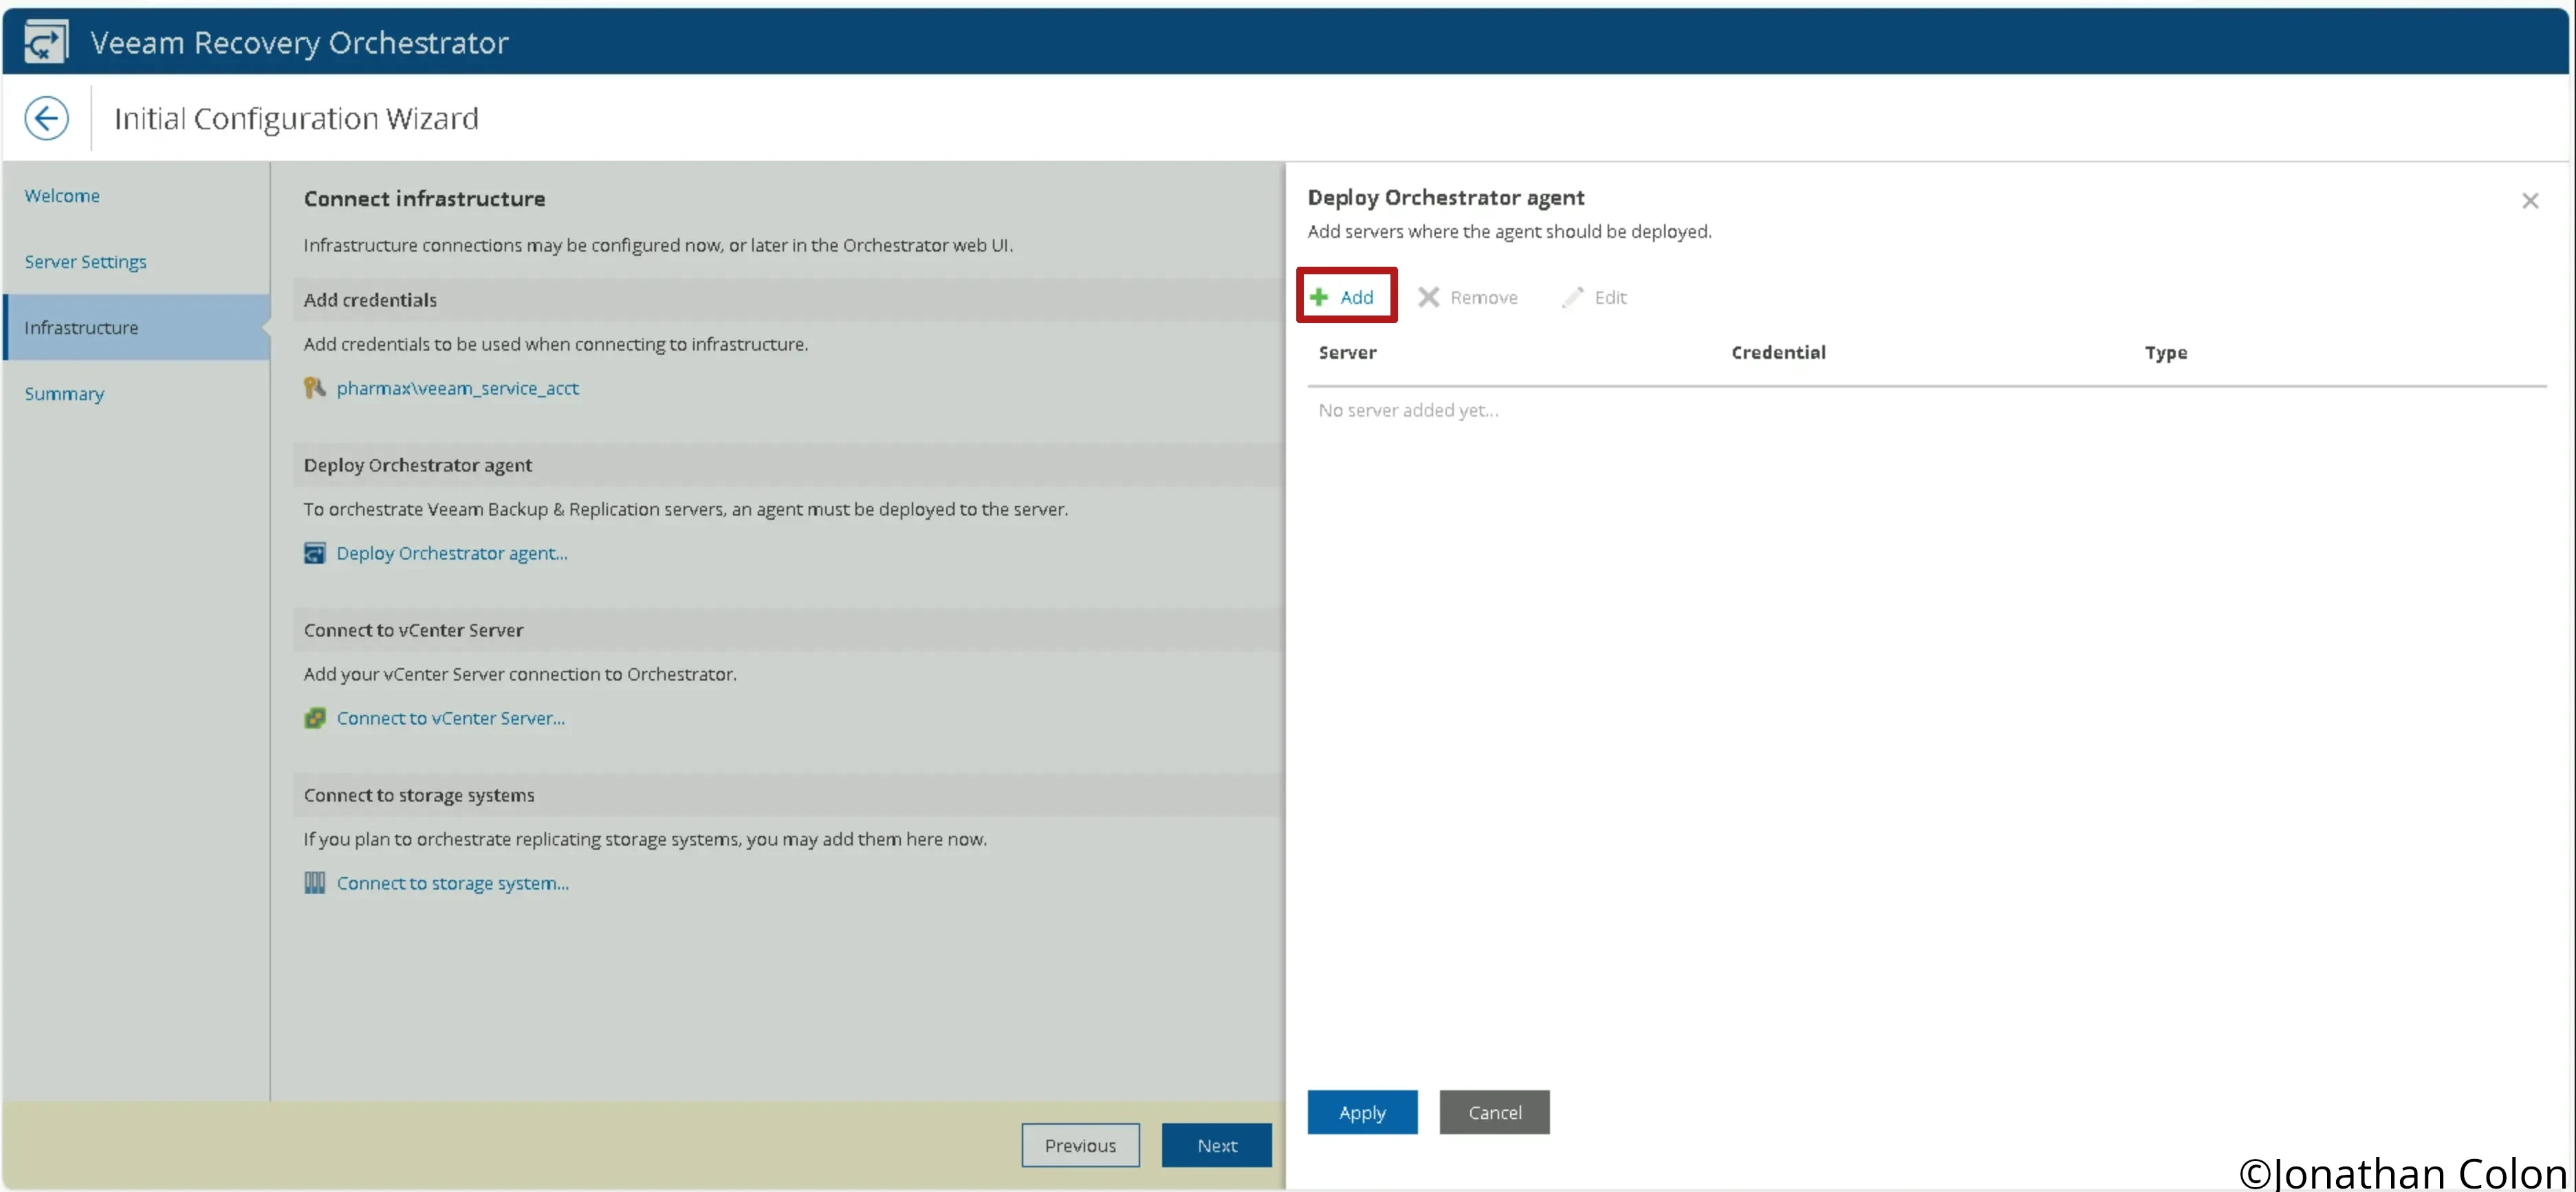 Veeam Recovery Orchestrator
Initial Configuration Wizard
Welcome
Server Settings
Infrastructure
Summary
Connect infrastructure
Infrastructure connections may be configured now, or later in the Orchestrator web UI.
Add credentials
Add credentials to be used when connecting to infrastructure.
pharmax\veeam_service_acct
Deploy Orchestrator agent
To orchestrate Veeam Backup & Replication servers, an agent must be deployed to the server.
Deploy Orchestrator agent...
Connect to vCenter Server
Add your vCenter Server connection to Orchestrator.
Connect to vCenter Server...
Connect to storage systems
If you plan to orchestrate replicating storage systems, you may add them here now.
Connect to storage system...
Previous Next
Deploy Orchestrator agent
Add servers where the agent should be deployed.
Add Remove Edit
Server Credential Type
No server added yet...
Apply Cancel
©Jonathan Colon